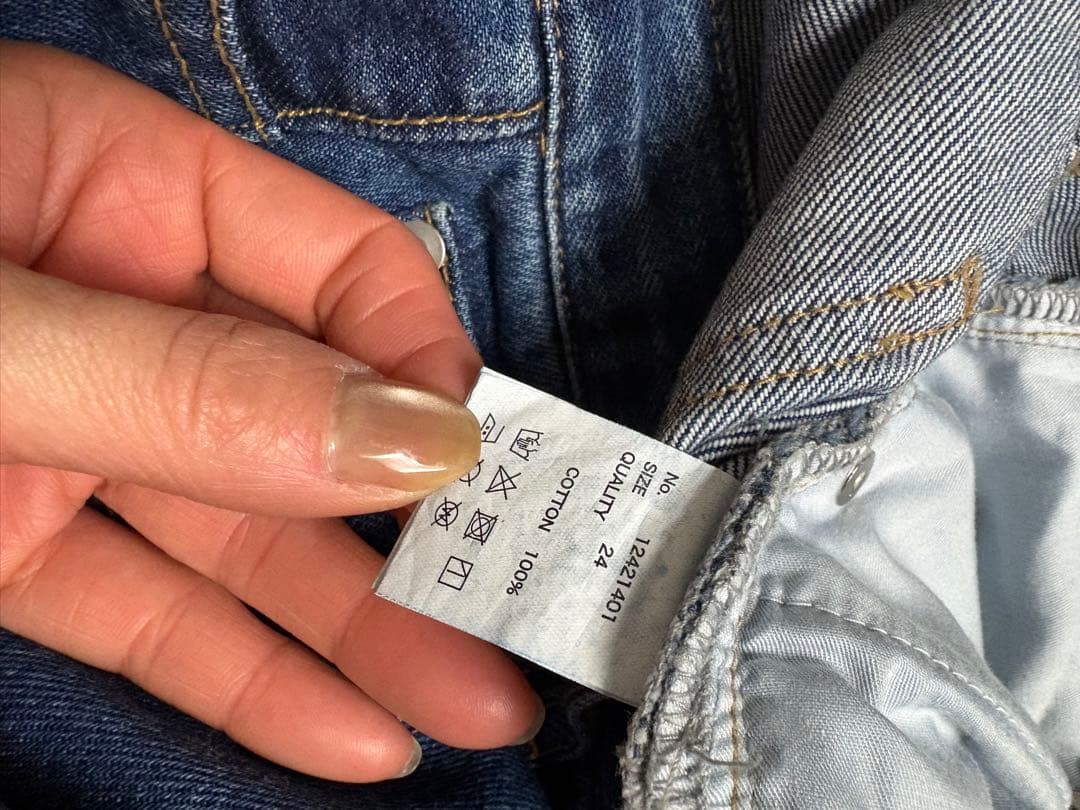 No. 12421401
SIZE 24
QUALITY
COTTON 100%